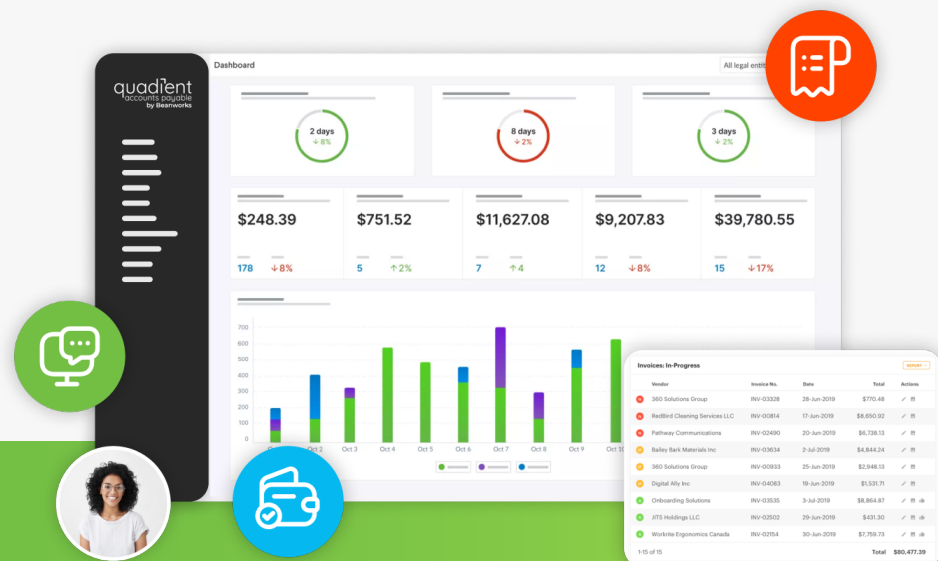 Dashboard
All legal entit
quadient
accounts payable
by Beanworks
2 days
↓ 8%
8 days
↓ 2%
3 days
↓ 2%
$248.39
$751.52
$11,627.08
$9,207.83
$39,780.55
178 ↓8%
5 ↑2%
7 ↑4
12 ↓8%
15 ↓17%
700
600
500
400
300
200
100
0
Oct 2 Oct 3 Oct 4 Oct 5 Oct 6 Oct 7 Oct 8 Oct 9 Oct 10
Invoices: In-Progress
REPORT
Vendor Invoice No. Date Total Actions
360 Solutions Group INV-03328 28-Jun-2019 $770.48
RedBird Cleaning Services LLC INV-00814 17-Jun-2019 $8,650.92
Pathway Communications INV-02490 20-Jun-2019 $6,738.13
Bailey Bark Materials Inc INV-03634 2-Jul-2019 $4,844.24
360 Solutions Group INV-00933 25-Jun-2019 $2,948.13
Digital Ally Inc INV-04083 19-Jun-2019 $1,531.71
Onboarding Solutions INV-03535 3-Jul-2019 $8,864.87
JITS Holdings LLC INV-02502 29-Jun-2019 $431.30
Workrite Ergonomics Canada INV-02154 30-Jun-2019 $7,759.73
1-15 of 15 Total $80,477.39